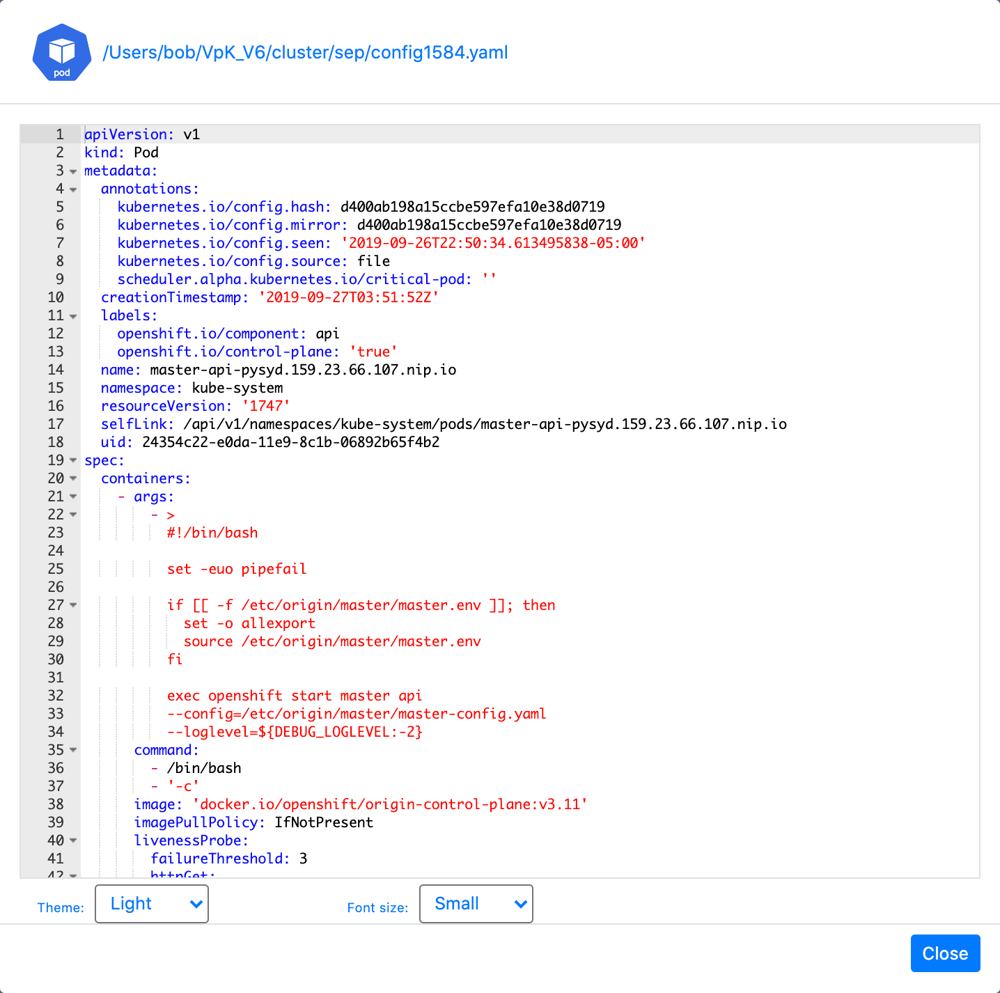 pod
/Users/bob/VpK_V6/cluster/sep/config1584.yaml
1 apiVersion: v1
2 kind: Pod
3 metadata:
4   annotations:
5     kubernetes.io/config.hash: d400ab198a15ccbe597efa10e38d0719
6     kubernetes.io/config.mirror: d400ab198a15ccbe597efa10e38d0719
7     kubernetes.io/config.seen: '2019-09-26T22:50:34.613495838-05:00'
8     kubernetes.io/config.source: file
9     scheduler.alpha.kubernetes.io/critical-pod: ''
10   creationTimestamp: '2019-09-27T03:51:52Z'
11   labels:
12     openshift.io/component: api
13     openshift.io/control-plane: 'true'
14   name: master-api-pysyd.159.23.66.107.nip.io
15   namespace: kube-system
16   resourceVersion: '1747'
17   selfLink: /api/v1/namespaces/kube-system/pods/master-api-pysyd.159.23.66.107.nip.io
18   uid: 24354c22-e0da-11e9-8c1b-06892b65f4b2
19 spec:
20   containers:
21     - args:
22         - >
23           #!/bin/bash
24
25           set -euo pipefail
26
27           if [[ -f /etc/origin/master/master.env ]]; then
28             set -o allexport
29             source /etc/origin/master/master.env
30           fi
31
32           exec openshift start master api
33           --config=/etc/origin/master/master-config.yaml
34           --loglevel=${DEBUG_LOGLEVEL:-2}
35       command:
36         - /bin/bash
37         - '-c'
38       image: 'docker.io/openshift/origin-control-plane:v3.11'
39       imagePullPolicy: IfNotPresent
40       livenessProbe:
41         failureThreshold: 3
42         httpGet:
Theme: Light Font size: Small
Close